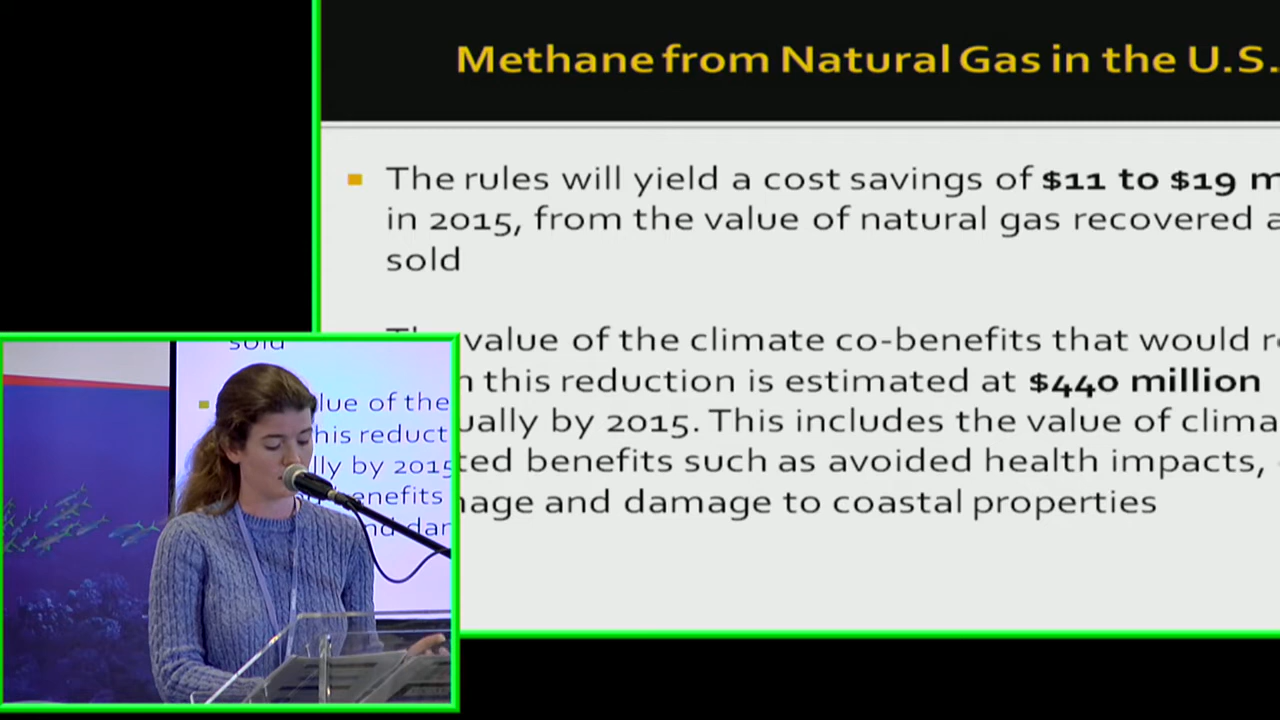 Methane from Natural Gas in the U.S.
The rules will yield a cost savings of $11 to $19 m
in 2015, from the value of natural gas recovered a
sold
value of the climate co-benefits that would r
this reduction is estimated at $440 million
ually by 2015. This includes the value of clima
ted benefits such as avoided health impacts,
nage and damage to coastal properties
sold
lue of the
his reduct
lly by 2015
enefits
nd dar